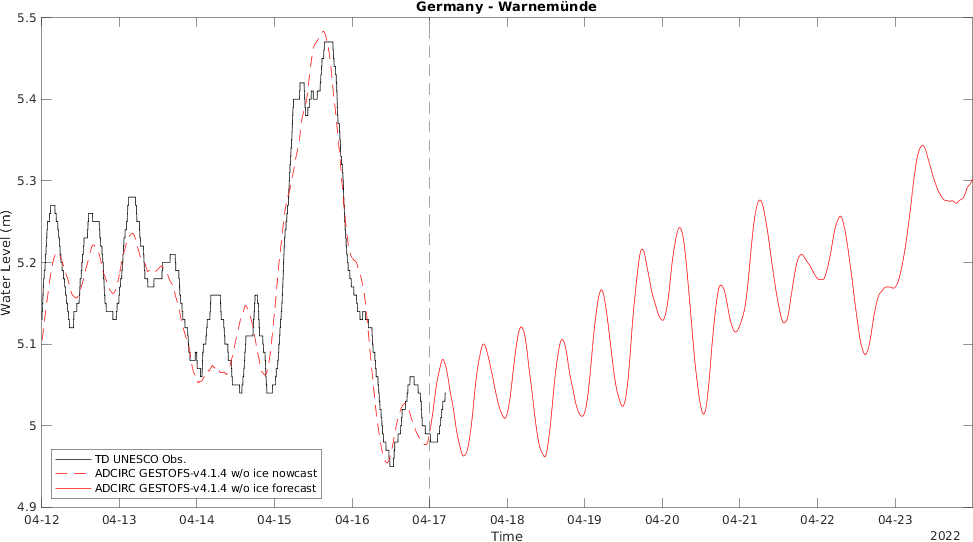 Germany - Warnemünde
5.5
5.4
5.3
5.2
5.1
5
4.9
Water Level (m)
TD UNESCO Obs.
ADCIRC GESTOFS-v4.1.4 w/o ice nowcast
ADCIRC GESTOFS-v4.1.4 w/o ice forecast
04-12 04-13 04-14 04-15 04-16 04-17 04-18 04-19 04-20 04-21 04-22 04-23
Time
2022